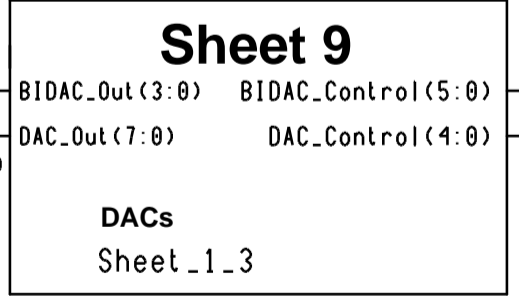 Sheet 9
BIDAC_Out(3:0) BIDAC_Control(5:0)
DAC_Out(7:0) DAC_Control(4:0)
DACs
Sheet_1_3